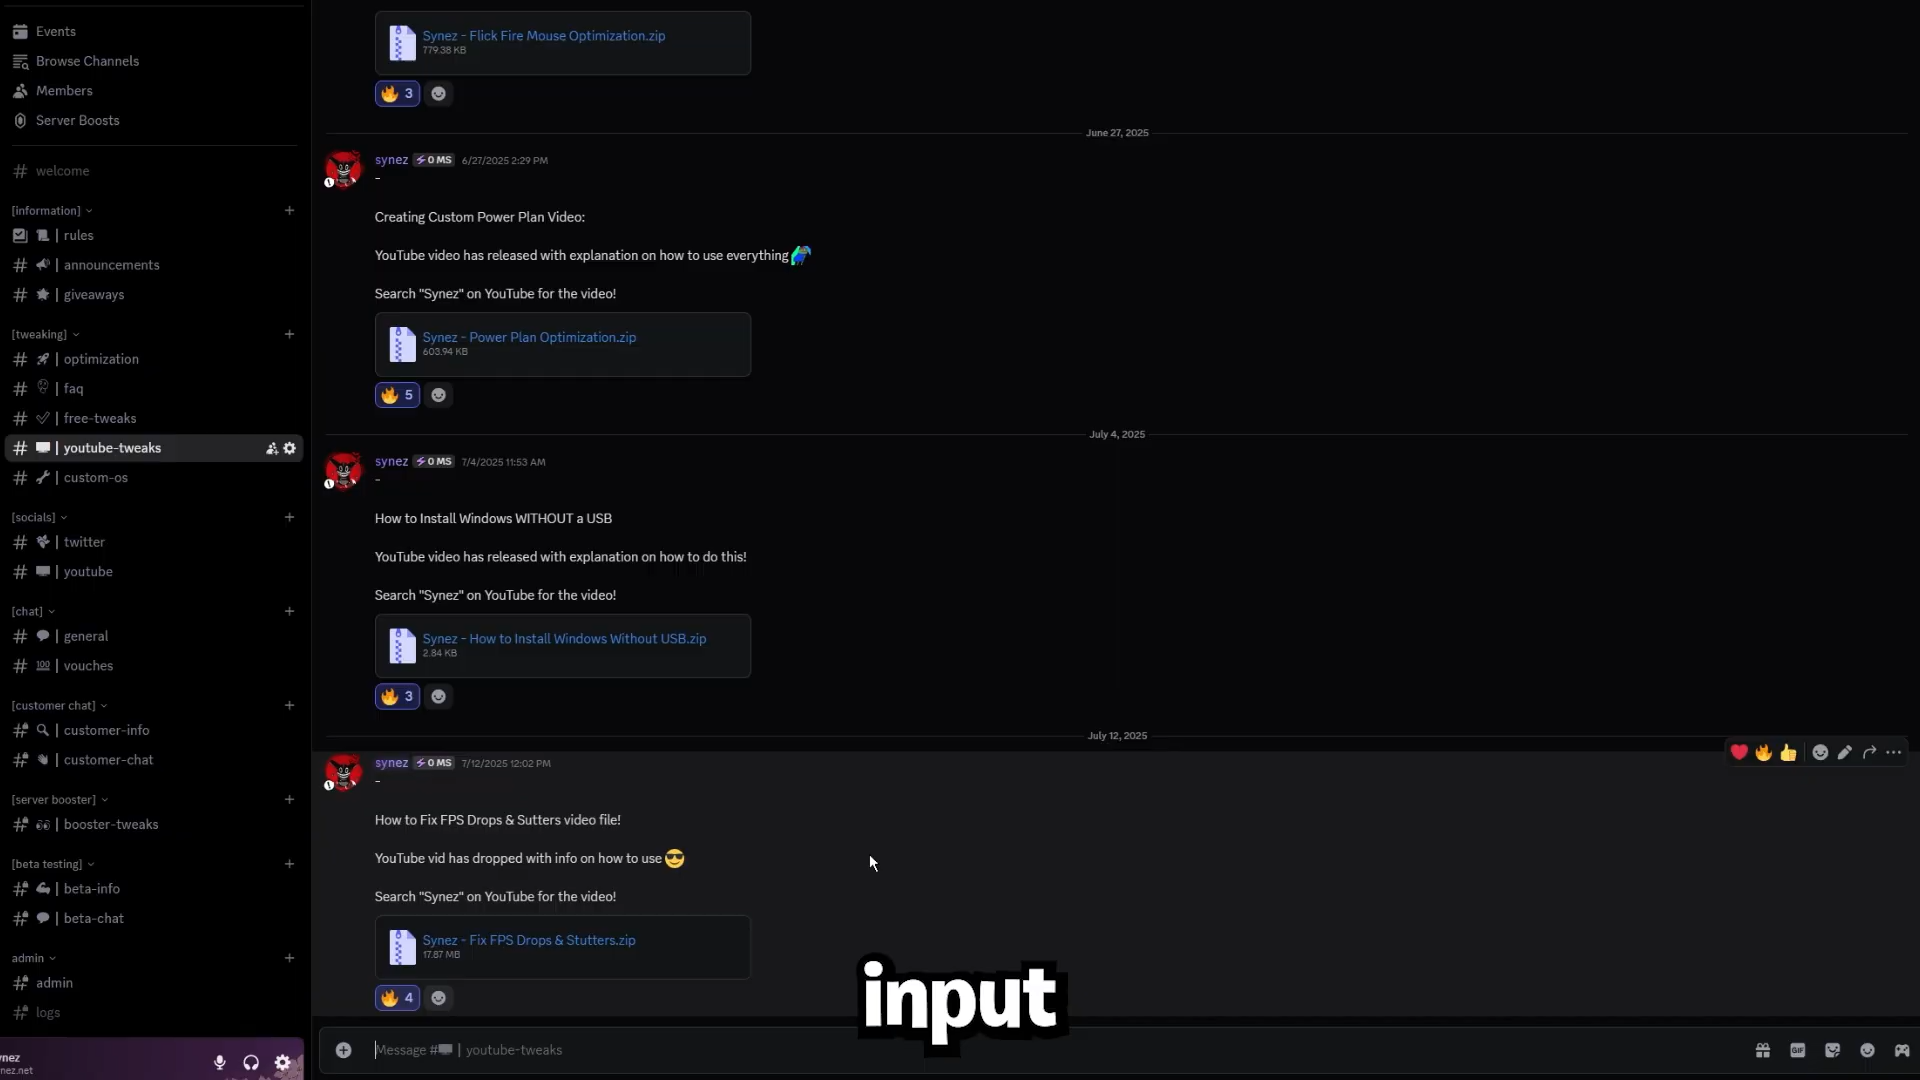 Events
Browse Channels
Members
Server Boosts
welcome
[information]
rules
announcements
giveaways
[tweaking]
optimization
faq
free-tweaks
youtube-tweaks
custom-os
[socials]
twitter
youtube
[chat]
general
vouches
[customer chat]
customer-info
customer-chat
[server booster]
booster-tweaks
[beta testing]
beta-info
beta-chat
admin
admin
logs
ynez
nez.net
Synez - Flick Fire Mouse Optimization.zip
779.38 KB
3
June 27, 2025
synez 0 MS 6/27/2025 2:29 PM
-
Creating Custom Power Plan Video:
YouTube video has released with explanation on how to use everything
Search "Synez" on YouTube for the video!
Synez - Power Plan Optimization.zip
603.94 KB
5
July 4, 2025
synez 0 MS 7/4/2025 11:53 AM
-
How to Install Windows WITHOUT a USB
YouTube video has released with explanation on how to do this!
Search "Synez" on YouTube for the video!
Synez - How to Install Windows Without USB.zip
2.84 KB
3
July 12, 2025
synez 0 MS 7/12/2025 12:02 PM
-
How to Fix FPS Drops & Sutters video file!
YouTube vid has dropped with info on how to use
Search "Synez" on YouTube for the video!
Synez - Fix FPS Drops & Stutters.zip
17.87 MB
4
input
Message # | youtube-tweaks
GIF